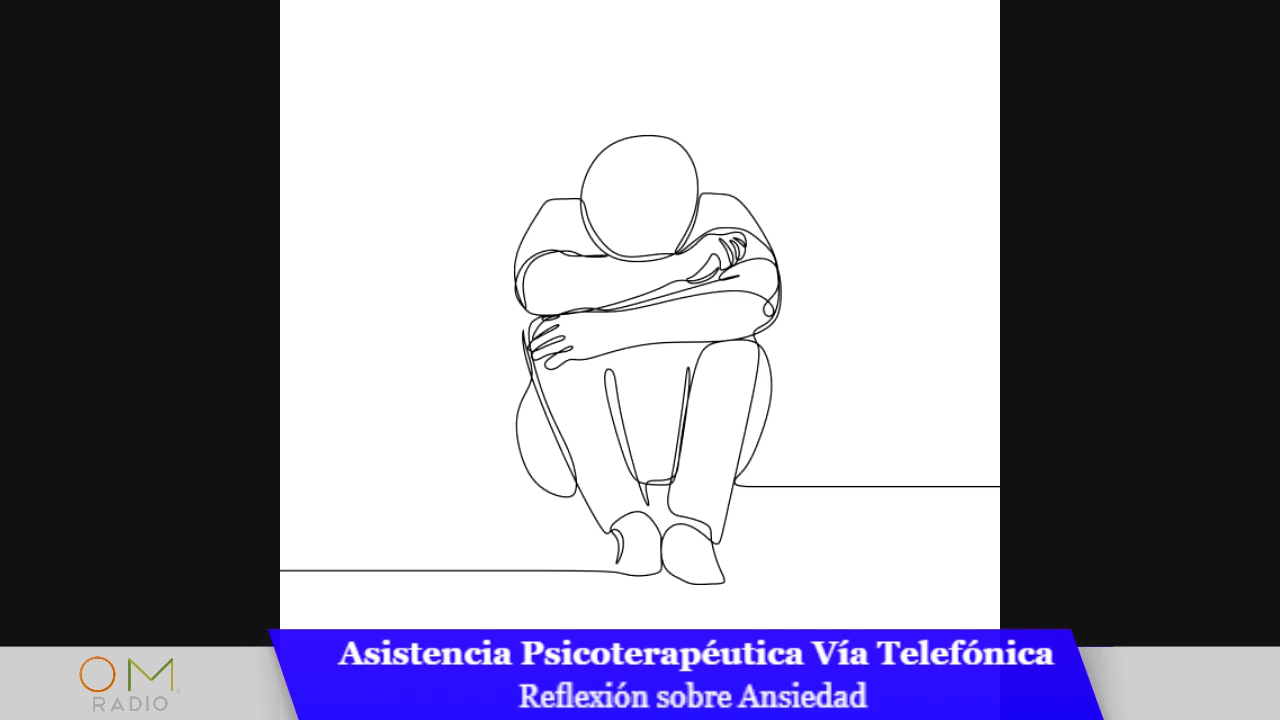 Asistencia Psicoterapéutica Vía Telefónica
Reflexión sobre Ansiedad
OM
RADIO